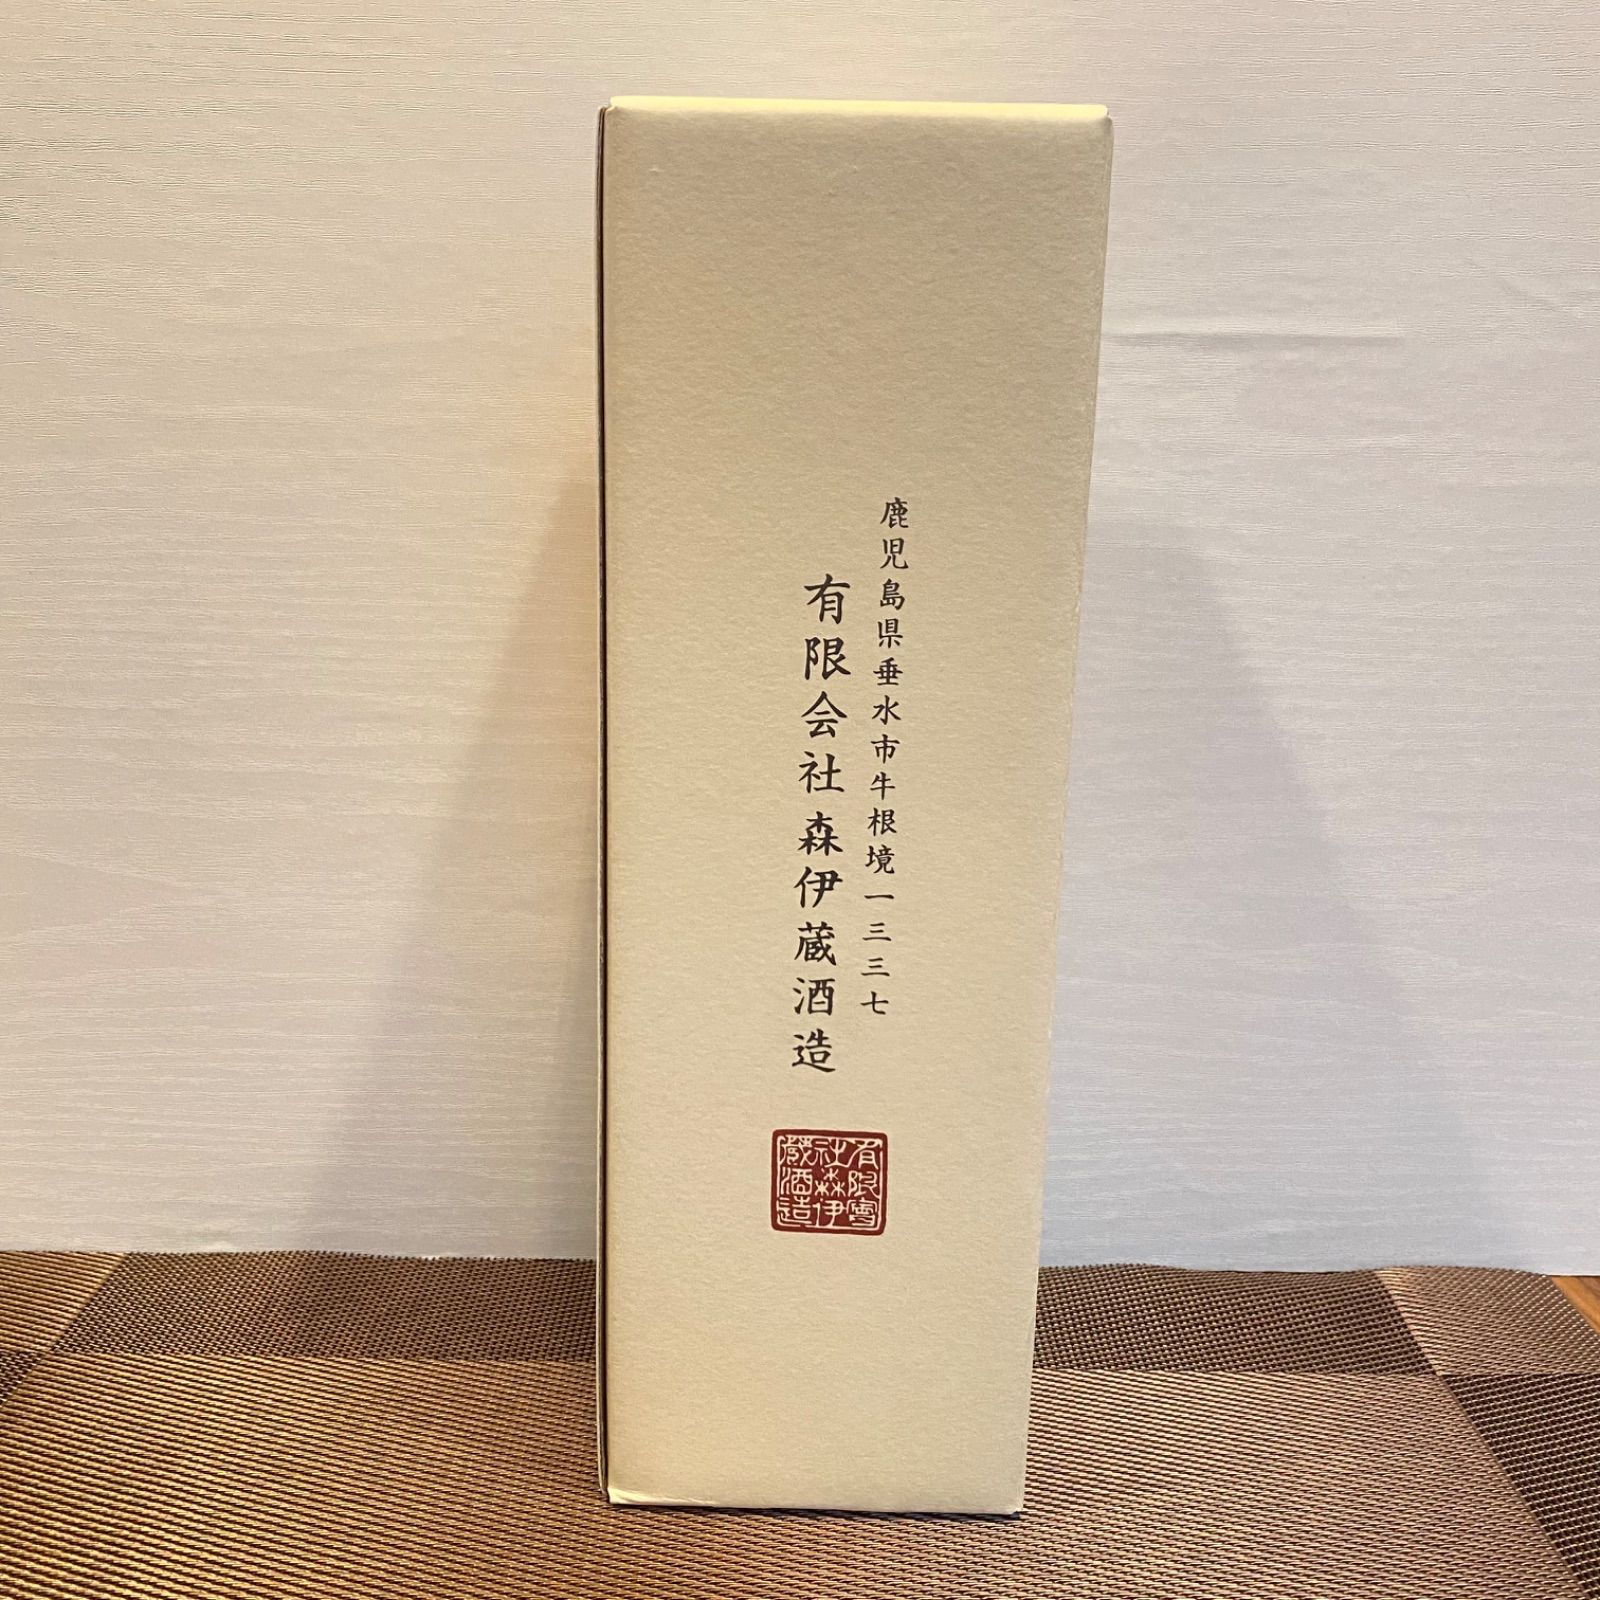 鹿児島県垂水市牛根境一三三七
有限会社 森伊蔵酒造
有限會
社森伊
蔵酒造